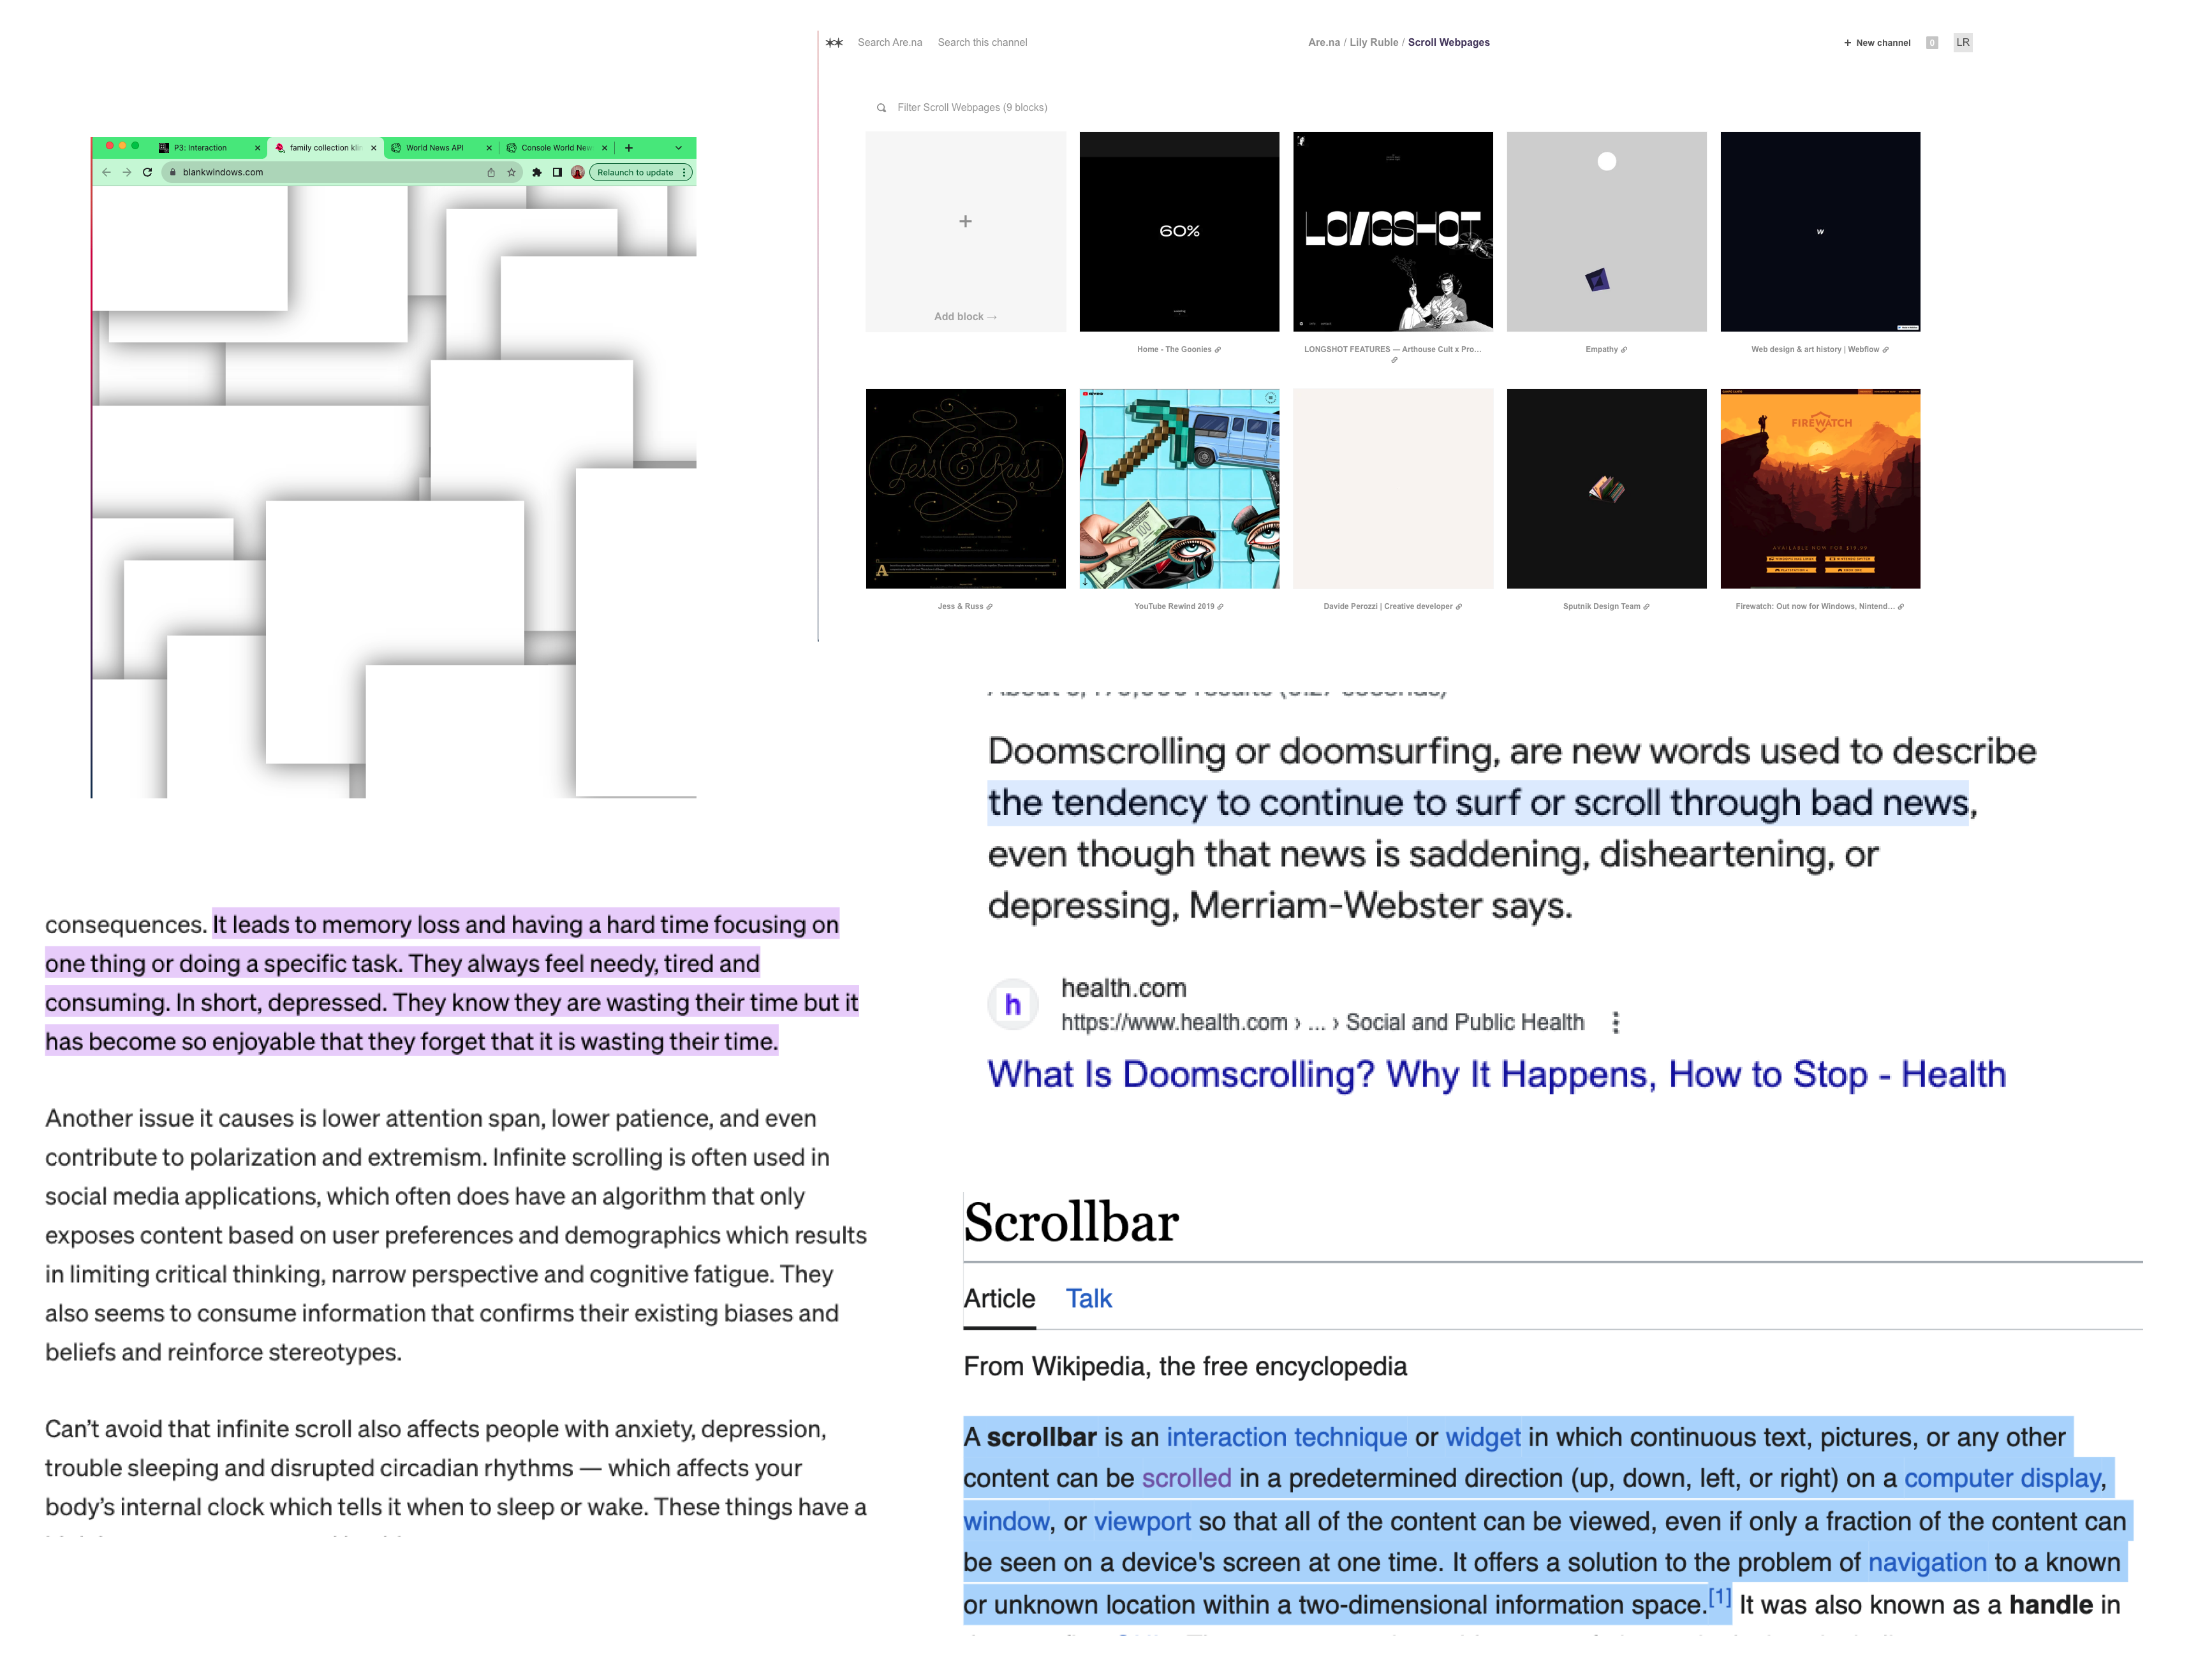 P3: Interaction
family collection kli
World News API
Console World New
blankwindows.com
Relaunch to update
Search Are.na
Search this channel
Are.na / Lily Ruble / Scroll Webpages
+ New channel
0
LR
Filter Scroll Webpages (9 blocks)
+
Add block →
60%
LONGSHOT
w
Home - The Goonies
LONGSHOT FEATURES — Arthouse Cult x Pro...
Empathy
Web design & art history | Webflow
Jess & Russ
A
100
FIREWATCH
AVAILABLE NOW FOR $19.99
Jess & Russ
YouTube Rewind 2019
Davide Perozzi | Creative developer
Sputnik Design Team
Firewatch: Out now for Windows, Nintend...
Doomscrolling or doomsurfing, are new words used to describe
the tendency to continue to surf or scroll through bad news,
even though that news is saddening, disheartening, or
depressing, Merriam-Webster says.
h
health.com
https://www.health.com › ... › Social and Public Health
What Is Doomscrolling? Why It Happens, How to Stop - Health
consequences. It leads to memory loss and having a hard time focusing on
one thing or doing a specific task. They always feel needy, tired and
consuming. In short, depressed. They know they are wasting their time but it
has become so enjoyable that they forget that it is wasting their time.
Another issue it causes is lower attention span, lower patience, and even
contribute to polarization and extremism. Infinite scrolling is often used in
social media applications, which often does have an algorithm that only
exposes content based on user preferences and demographics which results
in limiting critical thinking, narrow perspective and cognitive fatigue. They
also seems to consume information that confirms their existing biases and
beliefs and reinforce stereotypes.
Can't avoid that infinite scroll also affects people with anxiety, depression,
trouble sleeping and disrupted circadian rhythms — which affects your
body's internal clock which tells it when to sleep or wake. These things have a
Scrollbar
Article
Talk
From Wikipedia, the free encyclopedia
A scrollbar is an interaction technique or widget in which continuous text, pictures, or any other
content can be scrolled in a predetermined direction (up, down, left, or right) on a computer display,
window, or viewport so that all of the content can be viewed, even if only a fraction of the content can
be seen on a device's screen at one time. It offers a solution to the problem of navigation to a known
or unknown location within a two-dimensional information space.[1] It was also known as a handle in